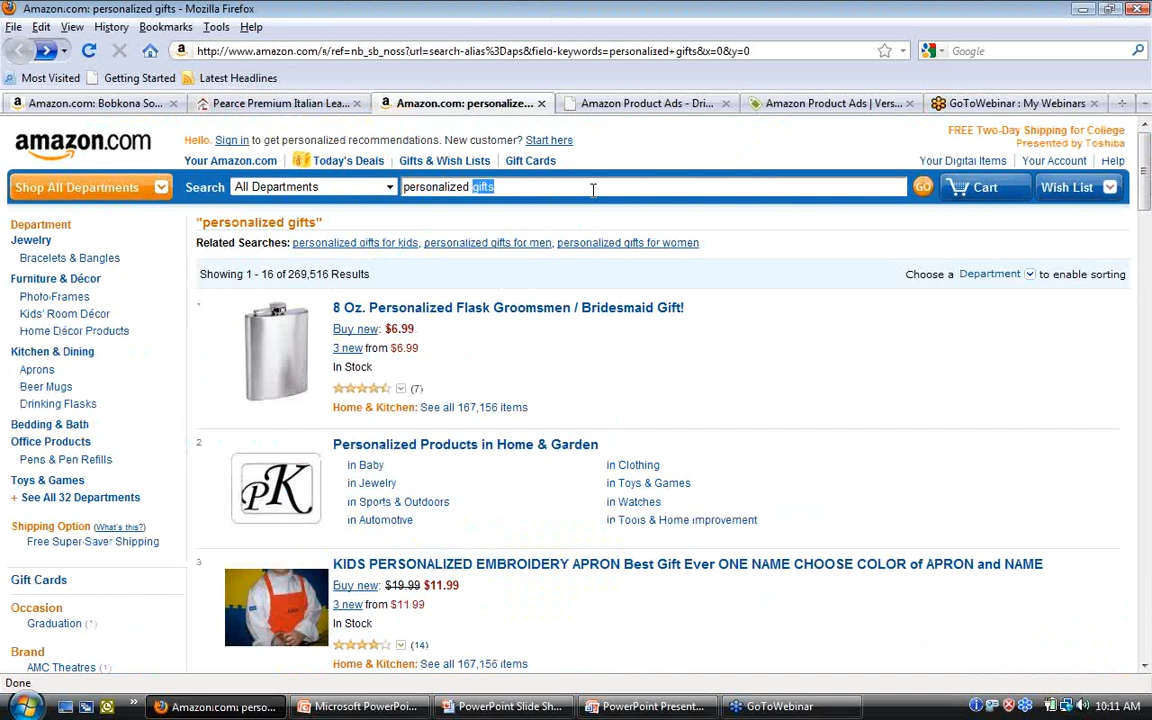 Amazon.com: personalized gifts - Mozilla Firefox
File Edit View History Bookmarks Tools Help
http://www.amazon.com/s/ref=nb_sb_noss?url=search-alias%3Daps&field-keywords=personalized+gifts&x=0&y=0
Google
Most Visited Getting Started Latest Headlines
Amazon.com: Bobkona So...
Pearce Premium Italian Lea...
Amazon.com: personalize...
Amazon Product Ads - Dri...
Amazon Product Ads | Vers...
GoToWebinar : My Webinars
amazon.com
Hello. Sign in to get personalized recommendations. New customer? Start here
FREE Two-Day Shipping for College
Presented by Toshiba
Your Amazon.com Today's Deals Gifts & Wish Lists Gift Cards
Your Digital Items Your Account Help
Shop All Departments
Search All Departments personalized gifts GO Cart Wish List
Department
Jewelry
Bracelets & Bangles
Furniture & Décor
Photo Frames
Kids' Room Décor
Home Décor Products
Kitchen & Dining
Aprons
Beer Mugs
Drinking Flasks
Bedding & Bath
Office Products
Pens & Pen Refills
Toys & Games
+ See All 32 Departments
Shipping Option (What's this?)
Free Super Saver Shipping
Gift Cards
Occasion
Graduation (1)
Brand
AMC Theatres (1)
"personalized gifts"
Related Searches: personalized gifts for kids, personalized gifts for men, personalized gifts for women
Showing 1 - 16 of 269,516 Results
Choose a Department to enable sorting
8 Oz. Personalized Flask Groomsmen / Bridesmaid Gift!
Buy new: $6.99
3 new from $6.99
In Stock
(7)
Home & Kitchen: See all 167,156 items
2
pK
Personalized Products in Home & Garden
in Baby in Clothing
in Jewelry in Toys & Games
in Sports & Outdoors in Watches
in Automotive in Tools & Home improvement
3
KIDS PERSONALIZED EMBROIDERY APRON Best Gift Ever ONE NAME CHOOSE COLOR of APRON and NAME
Buy new: $19.99 $11.99
3 new from $11.99
In Stock
(14)
Home & Kitchen: See all 167,156 items
Done
Amazon.com: perso...
Microsoft PowerPoi...
PowerPoint Slide Sh...
PowerPoint Present...
GoToWebinar
10:11 AM